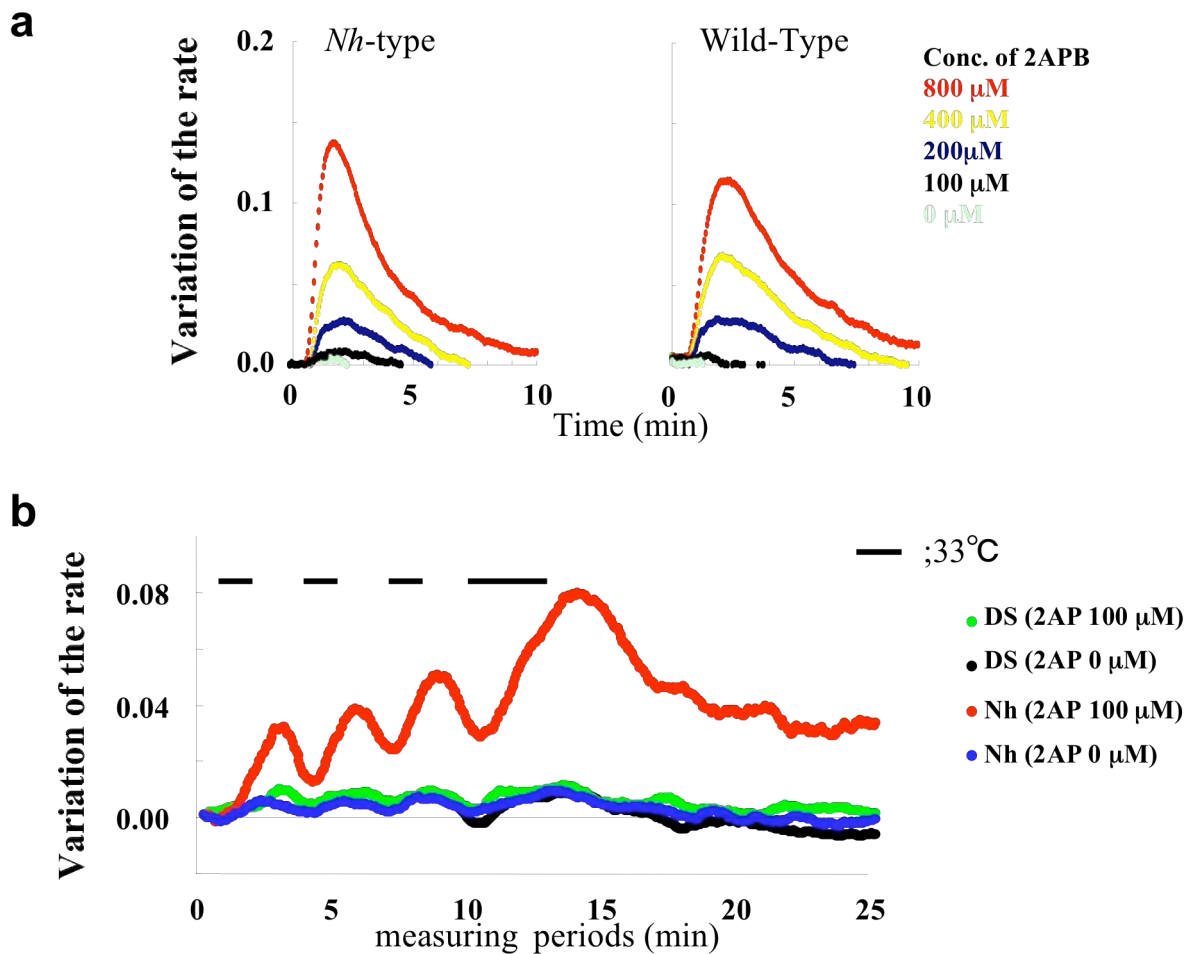 a
Nh-type
Wild-Type
Variation of the rate
0.2
0.1
0.0
0 5 10
0 5 10
Time (min)
Conc. of 2APB
800 μM
400 μM
200μM
100 μM
0 μM
b
;33℃
Variation of the rate
0.08
0.04
0.00
0 5 10 15 20 25
measuring periods (min)
DS (2AP 100 μM)
DS (2AP 0 μM)
Nh (2AP 100 μM)
Nh (2AP 0 μM)